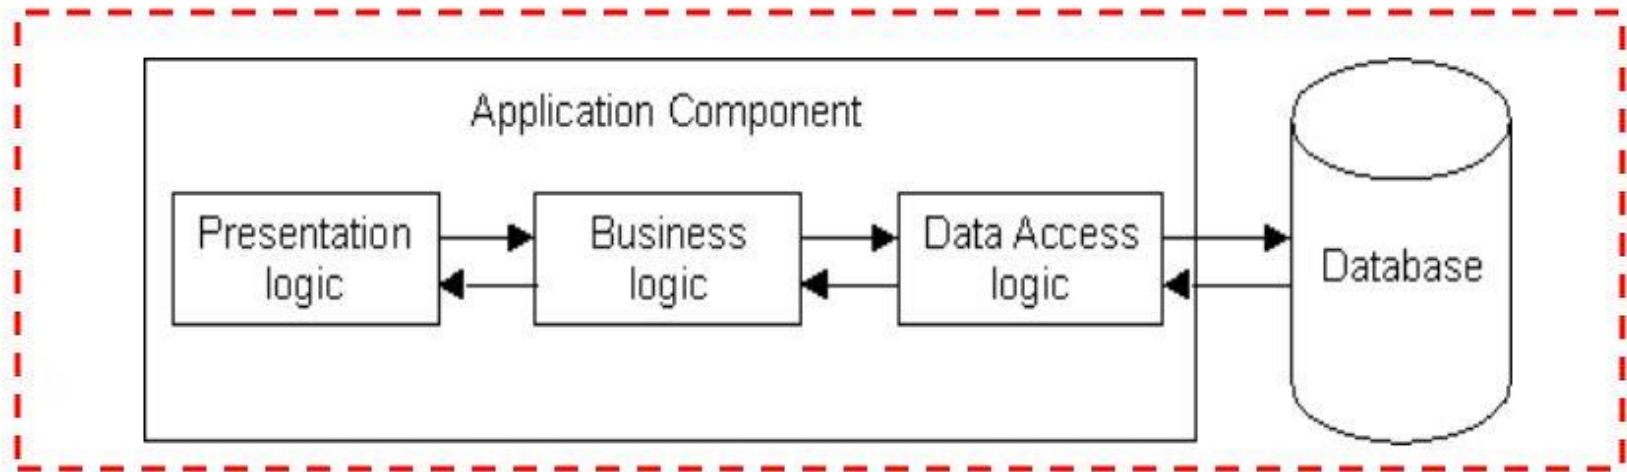 Application Component
Presentation
logic
Business
logic
Data Access
logic
Database